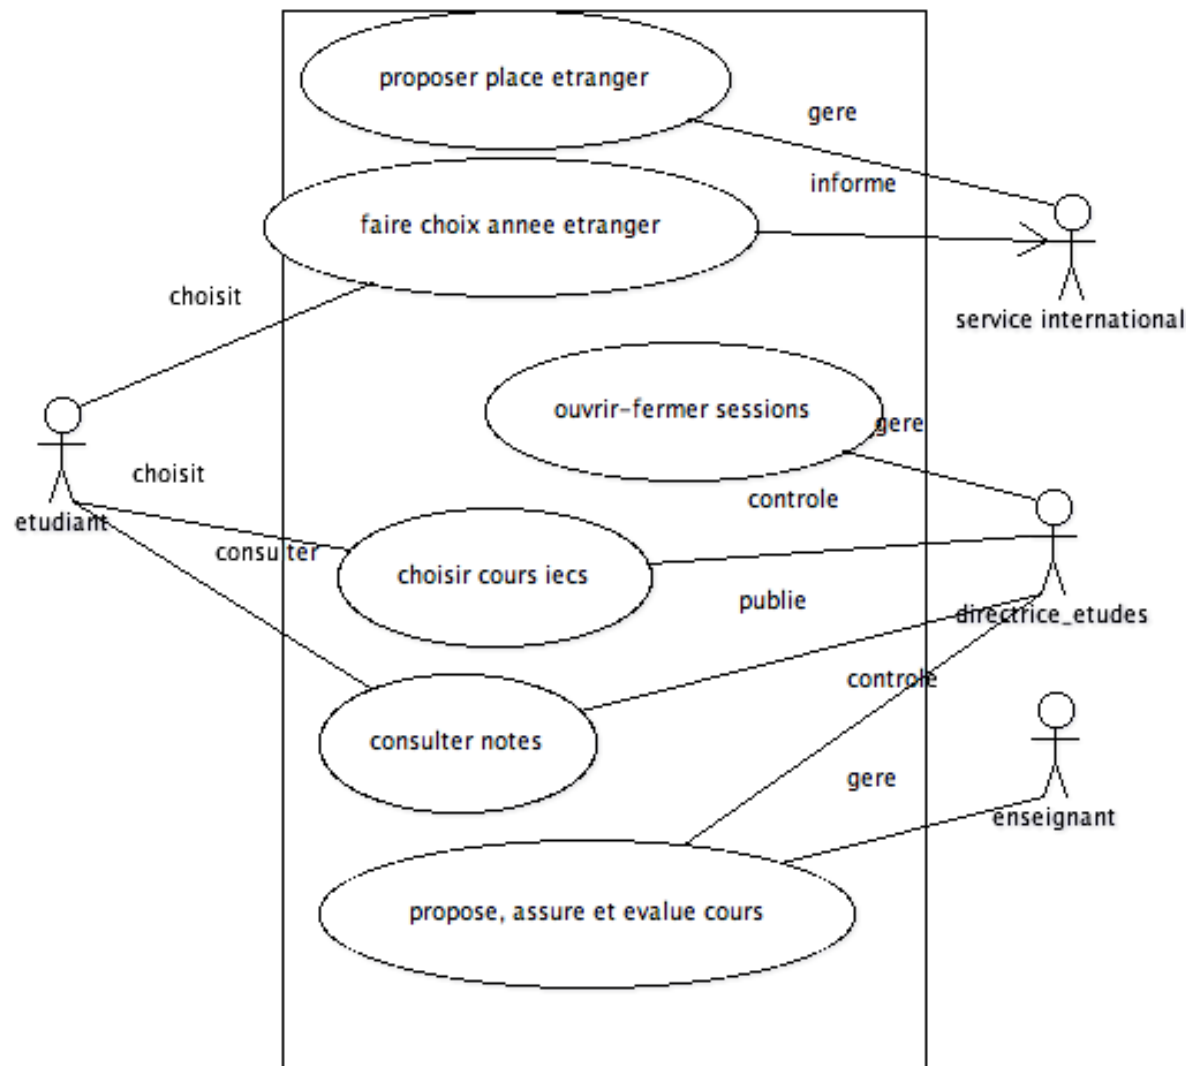 proposer place etranger
gere
informe
faire choix annee etranger
choisit
service international
ouvrir-fermer sessions
gere
choisit
controle
etudiant
consulter
choisir cours iecs
publie
directrice_etudes
controle
consulter notes
gere
enseignant
propose, assure et evalue cours